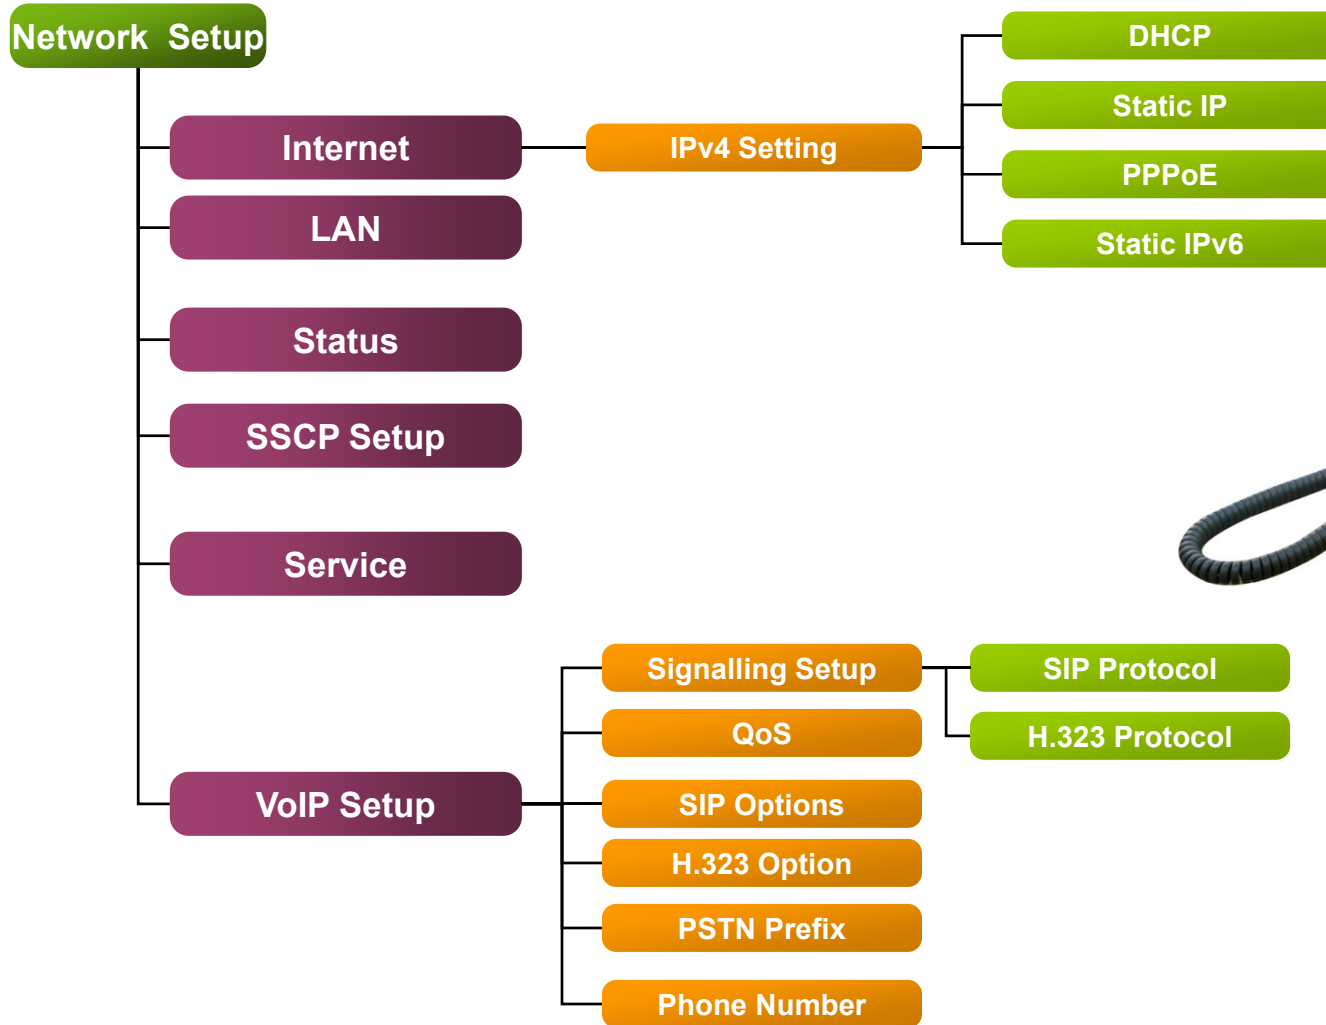 Network Setup
Internet
IPv4 Setting
DHCP
Static IP
PPPoE
Static IPv6
LAN
Status
SSCP Setup
Service
VoIP Setup
Signalling Setup
SIP Protocol
H.323 Protocol
QoS
SIP Options
H.323 Option
PSTN Prefix
Phone Number